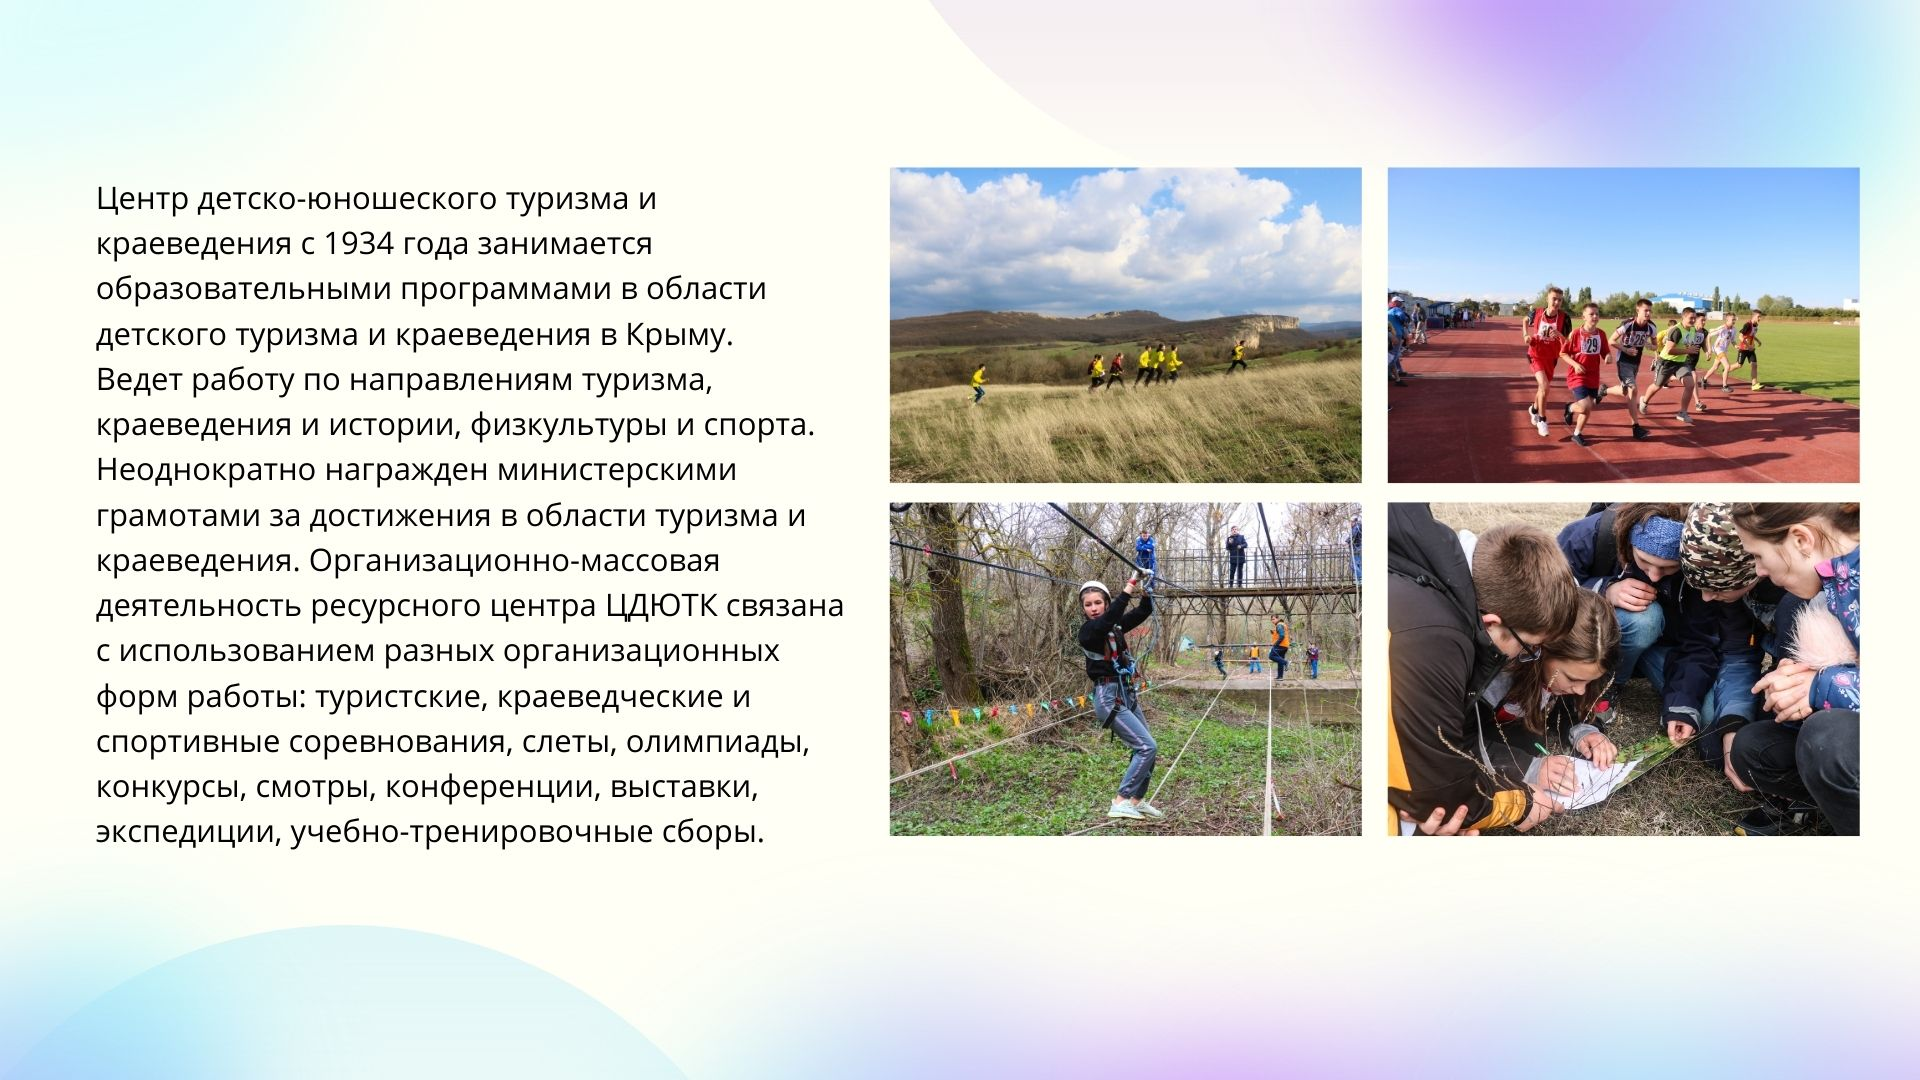 Центр детско-юношеского туризма и
краеведения с 1934 года занимается
образовательными программами в области
детского туризма и краеведения в Крыму.
Ведет работу по направлениям туризма,
краеведения и истории, физкультуры и спорта.
Неоднократно награжден министерскими
грамотами за достижения в области туризма и
краеведения. Организационно-массовая
деятельность ресурсного центра ЦДЮТК связана
с использованием разных организационных
форм работы: туристские, краеведческие и
спортивные соревнования, слеты, олимпиады,
конкурсы, смотры, конференции, выставки,
экспедиции, учебно-тренировочные сборы.
29